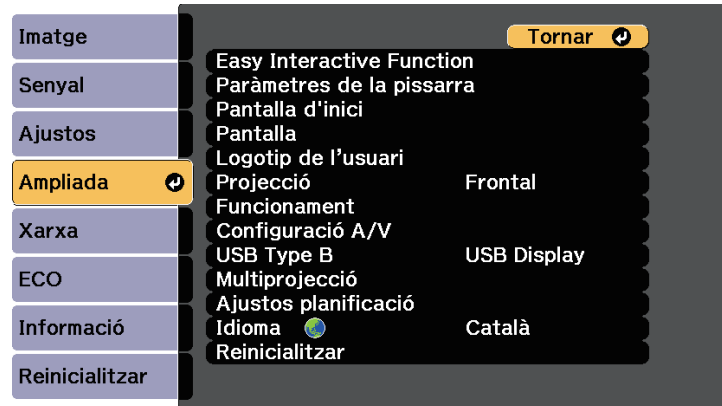 Imatge
Senyal
Ajustos
Ampliada
Xarxa
ECO
Informació
Reinicialitzar
Tornar
Easy Interactive Function
Paràmetres de la pissarra
Pantalla d'inici
Pantalla
Logotip de l’usuari
Projecció Frontal
Funcionament
Configuració A/V
USB Type B USB Display
Multiprojecció
Ajustos planificació
Idioma Català
Reinicialitzar